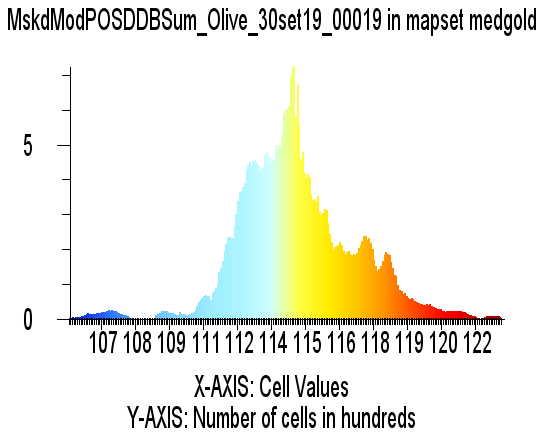 MskdModPOSDDBSum_Olive_30set19_00019 in mapset medgold
5
0
107 108 109 111 112 114 115 116 118 119 120 122
X-AXIS: Cell Values
Y-AXIS: Number of cells in hundreds